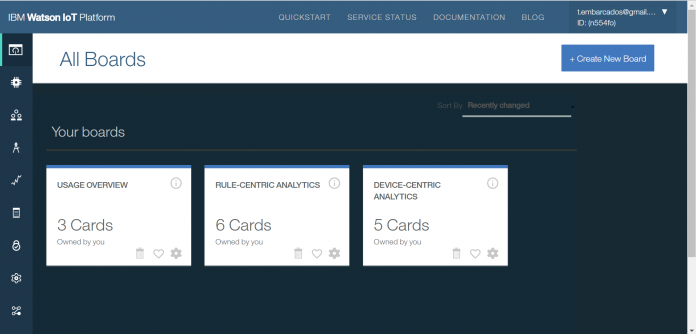 IBM Watson IoT Platform
QUICKSTART SERVICE STATUS DOCUMENTATION BLOG
t.embarcados@gmail....
ID: (n554fo)
All Boards
+ Create New Board
Sort By Recently changed
Your boards
USAGE OVERVIEW
3 Cards
Owned by you
RULE-CENTRIC ANALYTICS
6 Cards
Owned by you
DEVICE-CENTRIC
ANALYTICS
5 Cards
Owned by you